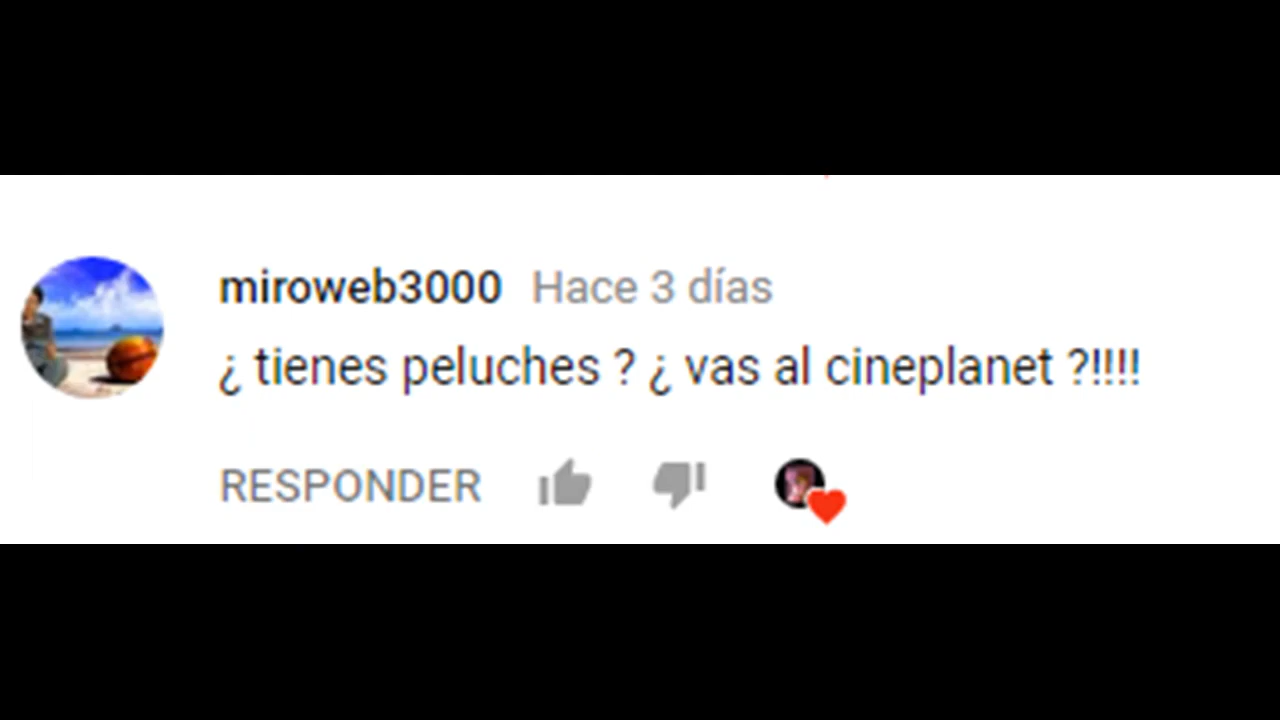 miroweb3000 Hace 3 días
¿ tienes peluches ? ¿ vas al cineplanet ?!!!!
RESPONDER